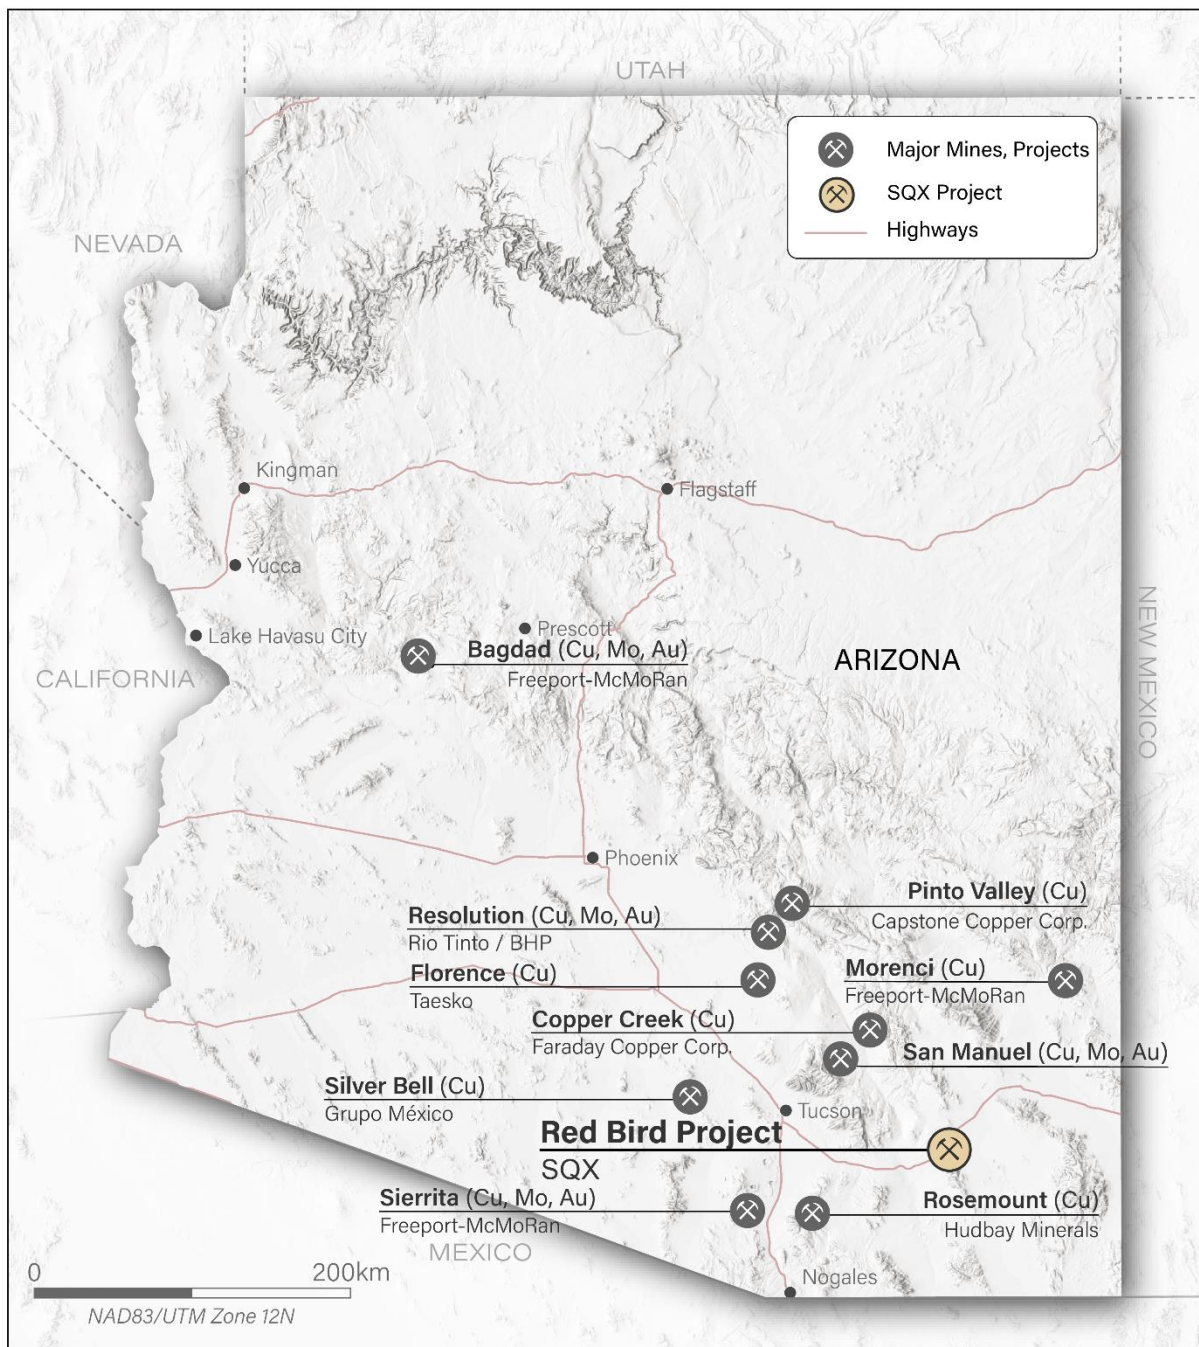 UTAH
Major Mines, Projects
SQX Project
Highways
NEVADA
Kingman
Flagstaff
Yucca
Lake Havasu City
Prescott
Bagdad (Cu, Mo, Au)
Freeport-McMoRan
ARIZONA
CALIFORNIA
NEW MEXICO
Phoenix
Pinto Valley (Cu)
Capstone Copper Corp.
Resolution (Cu, Mo, Au)
Rio Tinto / BHP
Florence (Cu)
Taesko
Morenci (Cu)
Freeport-McMoRan
Copper Creek (Cu)
Faraday Copper Corp.
San Manuel (Cu, Mo, Au)
Silver Bell (Cu)
Grupo México
Tucson
Red Bird Project
SQX
Sierrita (Cu, Mo, Au)
Freeport-McMoRan
Rosemount (Cu)
Hudbay Minerals
MEXICO
Nogales
0 200km
NAD83/UTM Zone 12N